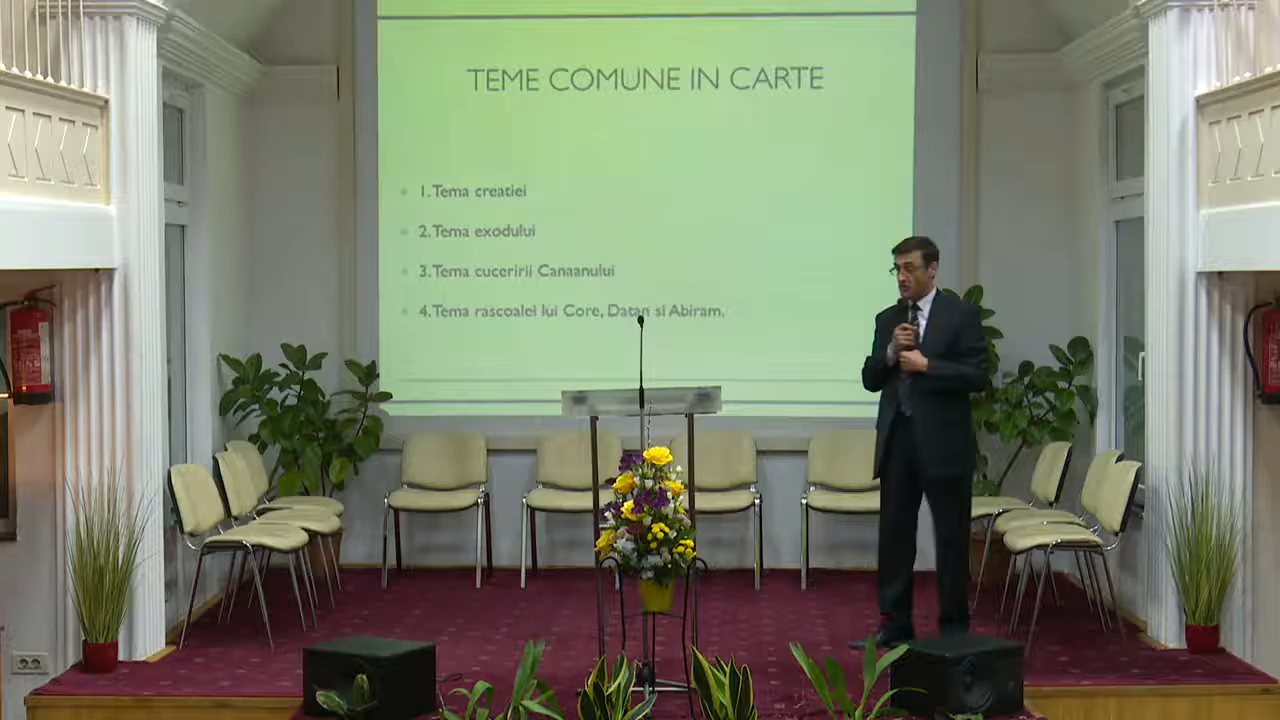 TEME COMUNE IN CARTE
1. Tema creatiei
2. Tema exodului
3. Tema cuceririi Canaanului
4. Tema rascoalei lui Core, Datan si Abiram.